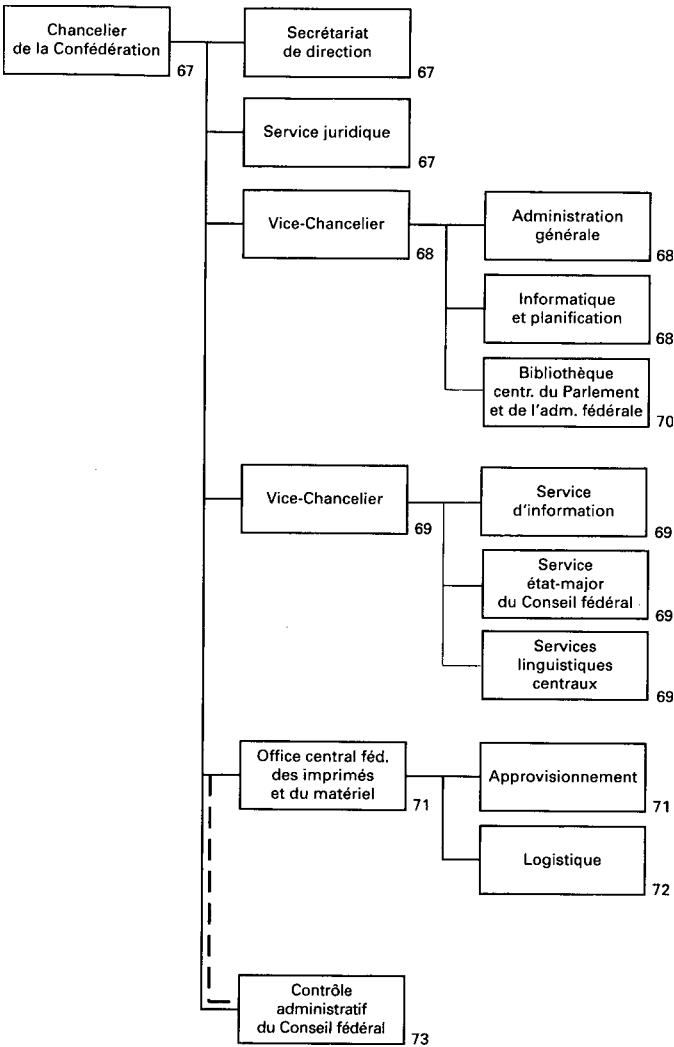 Chancelier
de la Confédération
67
Secrétariat
de direction
67
Service juridique
67
Vice-Chancelier
68
Administration
générale
68
Informatique
et planification
68
Bibliothèque
centr. du Parlement
et de l'adm. fédérale
70
Vice-Chancelier
69
Service
d'information
69
Service
état-major
du Conseil fédéral
69
Services
linguistiques
centraux
69
Office central féd.
des imprimés
et du matériel
71
Approvisionnement
71
Logistique
72
Contrôle
administratif
du Conseil fédéral
73